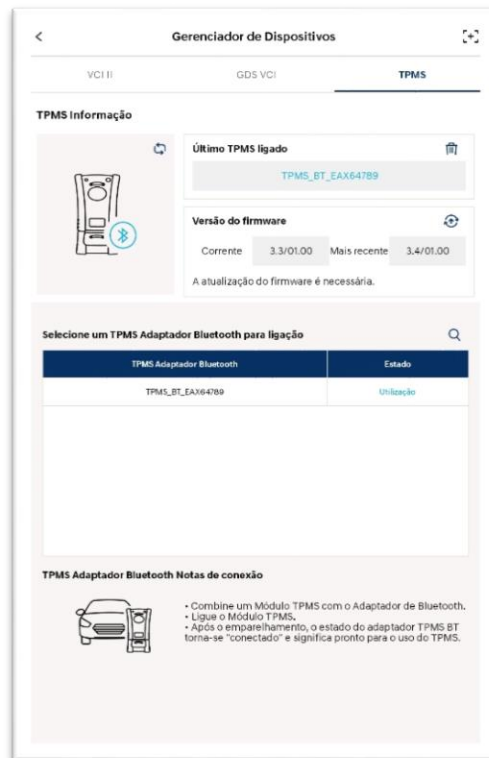 Gerenciador de Dispositivos
VCI II
GDS VCI
TPMS
TPMS Informação
Último TPMS ligado
TPMS_BT_EAX64789
Versão do firmware
Corrente 3.3/01.00 Mais recente 3.4/01.00
A atualização do firmware é necessária.
Selecione um TPMS Adaptador Bluetooth para ligação
TPMS Adaptador Bluetooth Estado
TPMS_BT_EAX64789 Utilização
TPMS Adaptador Bluetooth Notas de conexão
• Combine um Módulo TPMS com o Adaptador de Bluetooth.
• Ligue o Módulo TPMS.
• Após o emparelhamento, o estado do adaptador TPMS BT
torna-se "conectado" e significa pronto para o uso do TPMS.